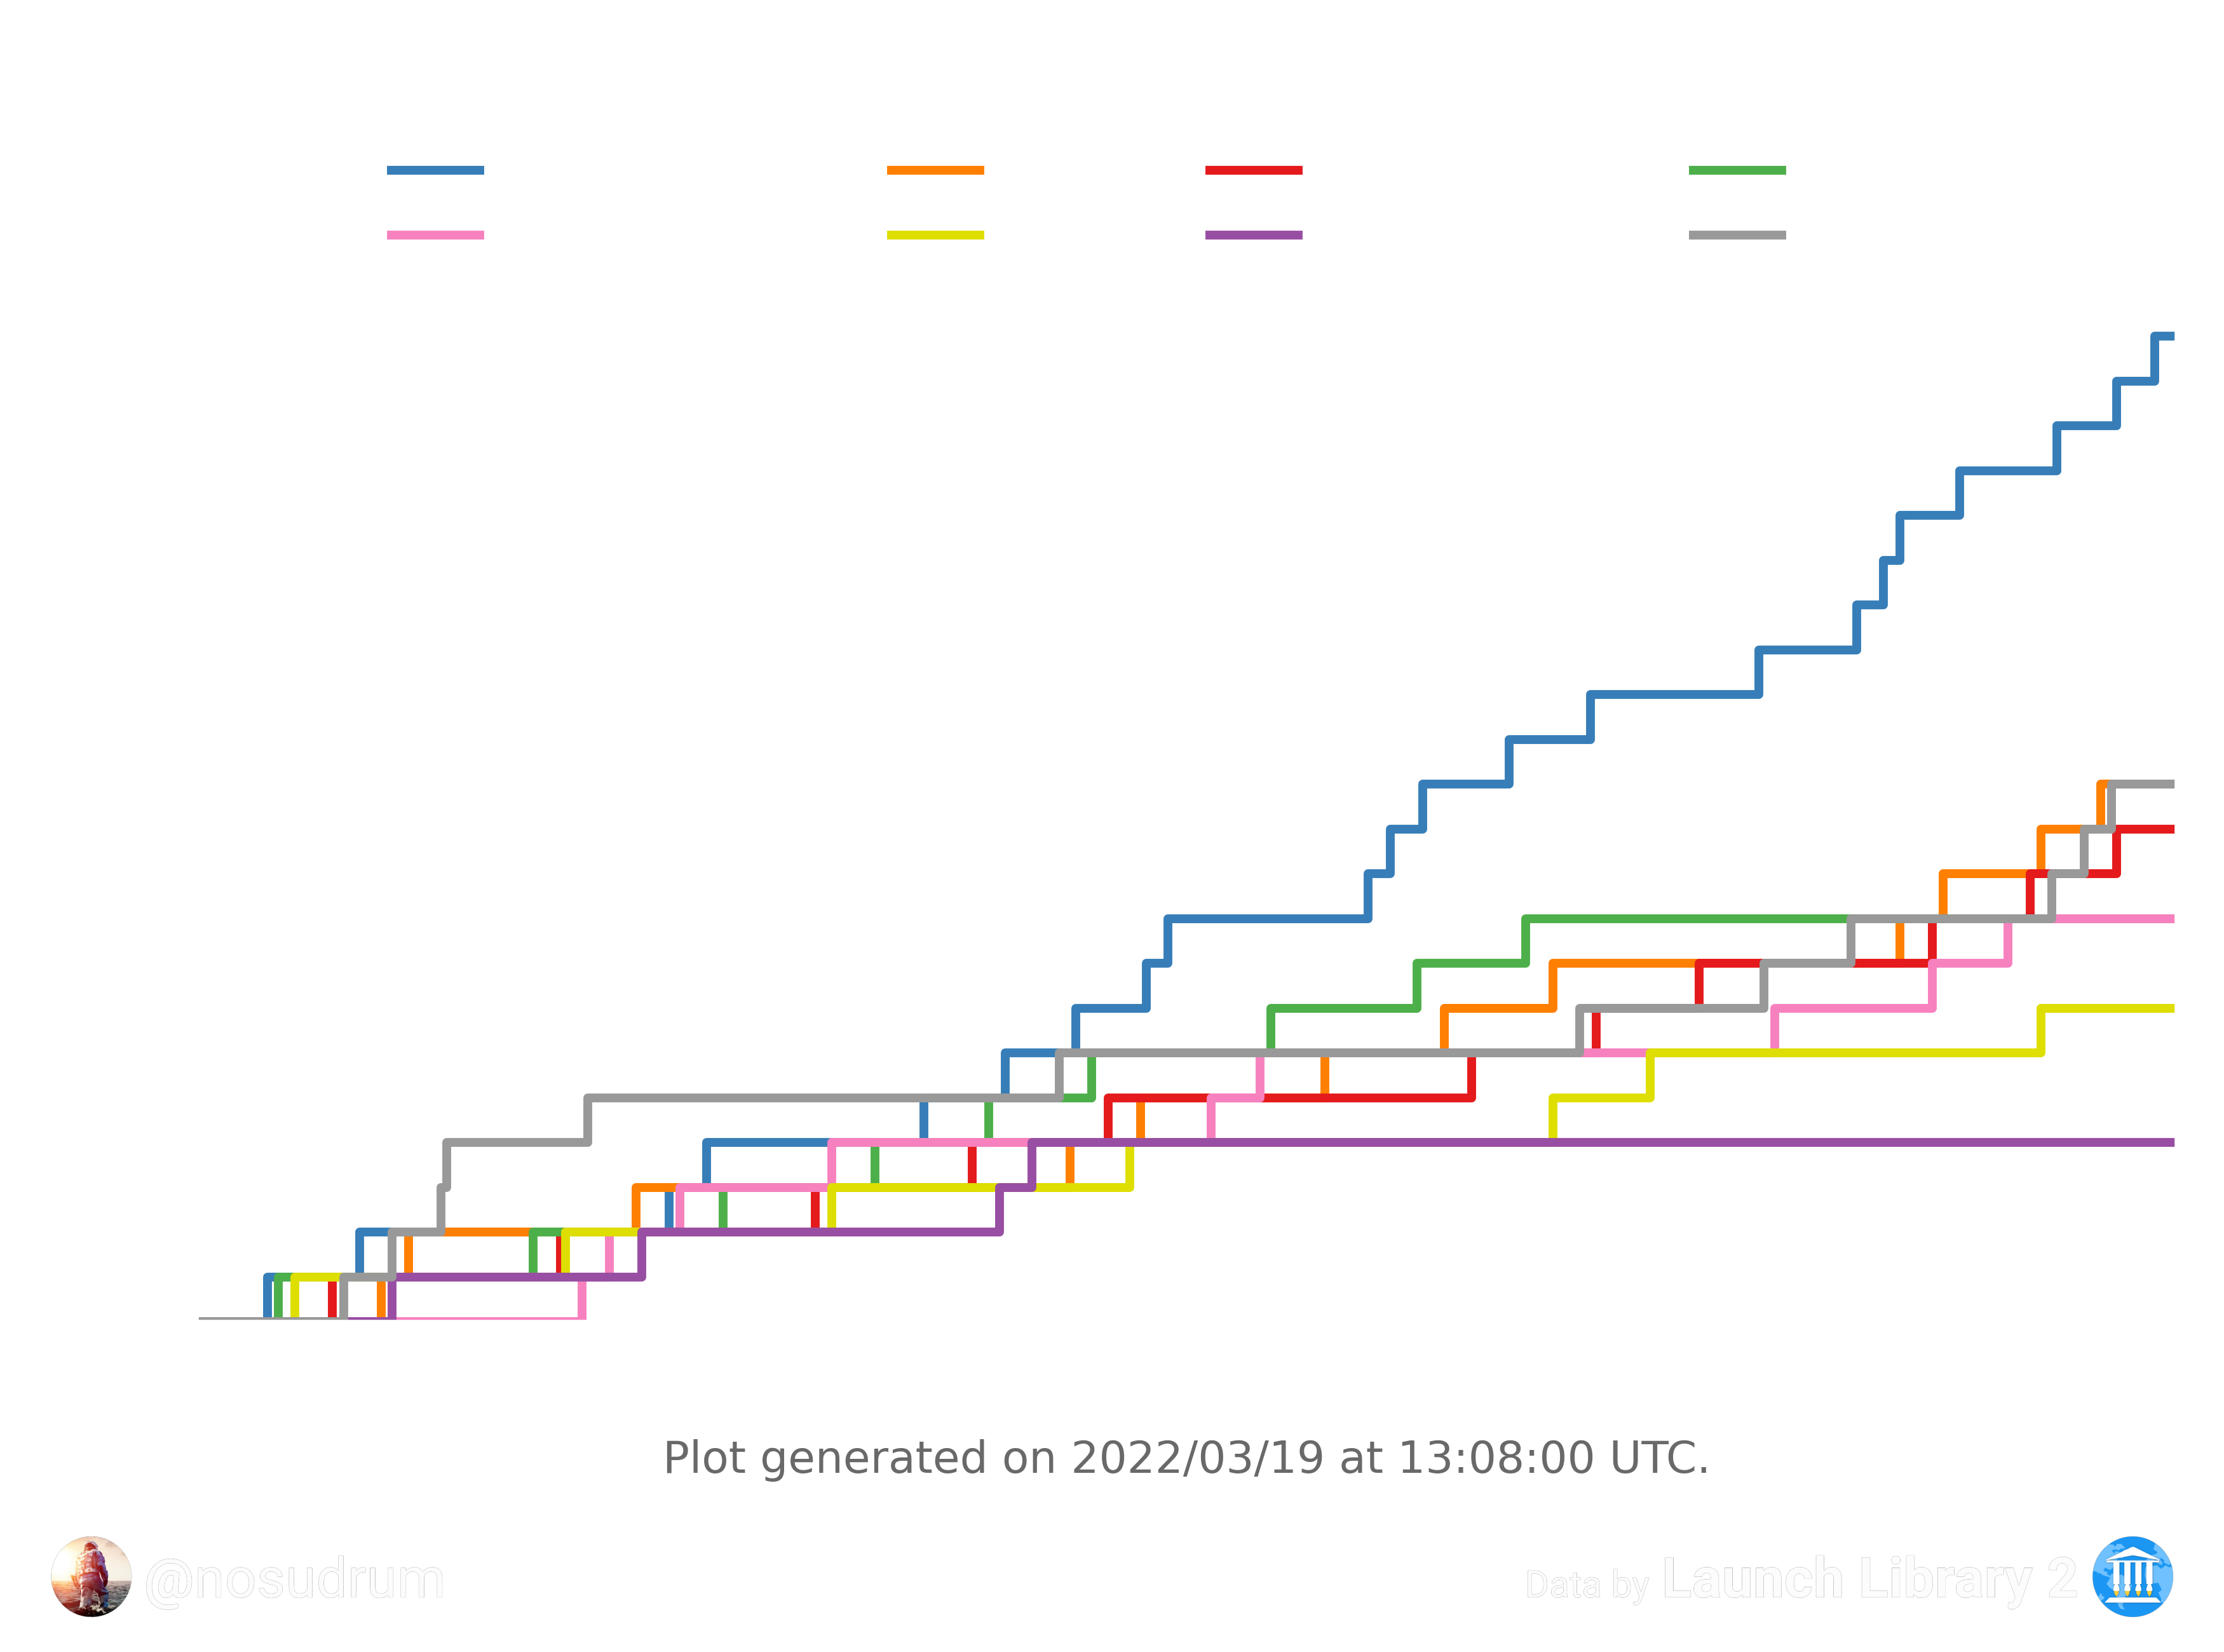 Plot generated on 2022/03/19 at 13:08:00 UTC.
@nosudrum
Data by Launch Library 2